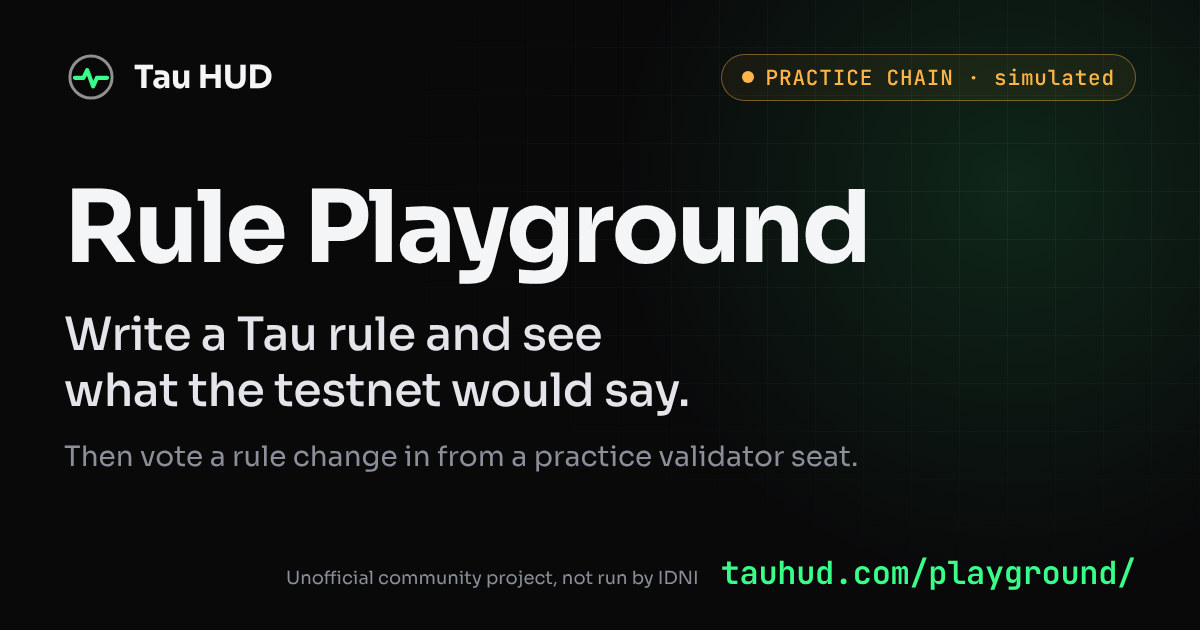 Tau HUD
PRACTICE CHAIN · simulated
Rule Playground
Write a Tau rule and see
what the testnet would say.
Then vote a rule change in from a practice validator seat.
Unofficial community project, not run by IDNI
tauhud.com/playground/